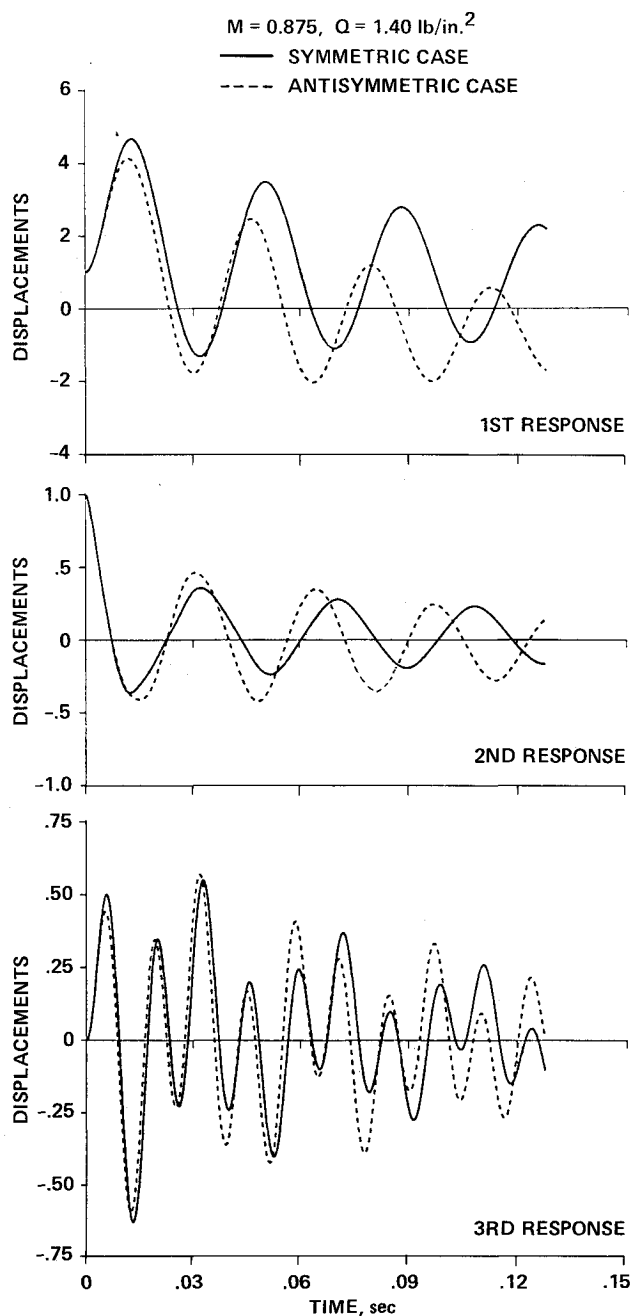 M = 0.875, Q = 1.40 lb/in.²
SYMMETRIC CASE
ANTISYMMETRIC CASE
6
4
2
0
-2
-4
DISPLACEMENTS
1ST RESPONSE
1.0
.5
0
-.5
-1.0
DISPLACEMENTS
2ND RESPONSE
.75
.50
.25
0
-.25
-.50
-.75
DISPLACEMENTS
3RD RESPONSE
0 .03 .06 .09 .12 .15
TIME, sec